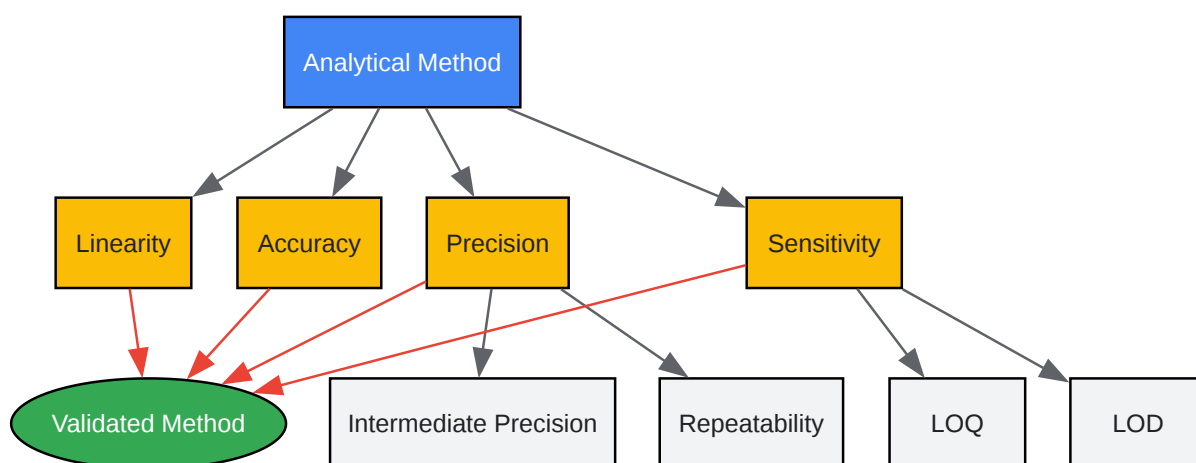 Analytical Method
Linearity
Accuracy
Precision
Sensitivity
Validated Method
Intermediate Precision
Repeatability
LOQ
LOD